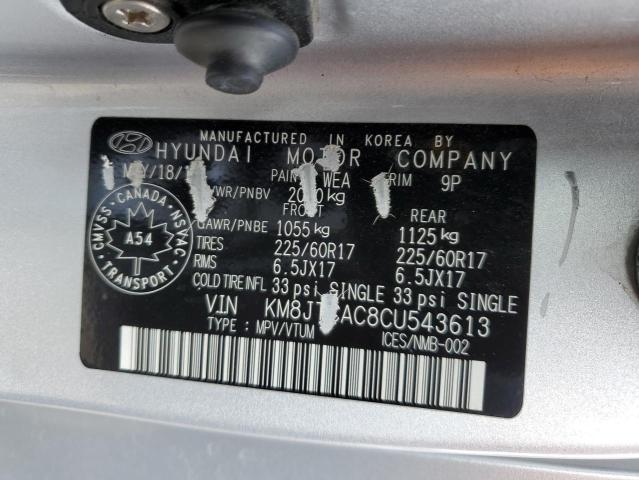 MANUFACTURED IN KOREA BY
HYUNDAI MOTOR COMPANY
MAY/18/ PAINT WEA TRIM 9P
GVWR/PNBV kg
FRONT REAR
GAWR/PNBE 1055 kg 1125 kg
TIRES 225/60R17 225/60R17
RIMS 6.5JX17 6.5JX17
COLD TIRE INFL 33 psi SINGLE 33 psi SINGLE
VIN
TYPE : MPV/VTUM ICES/NMB-002
CMVSS · CANADA · NSVAC
A54
TRANSPORT